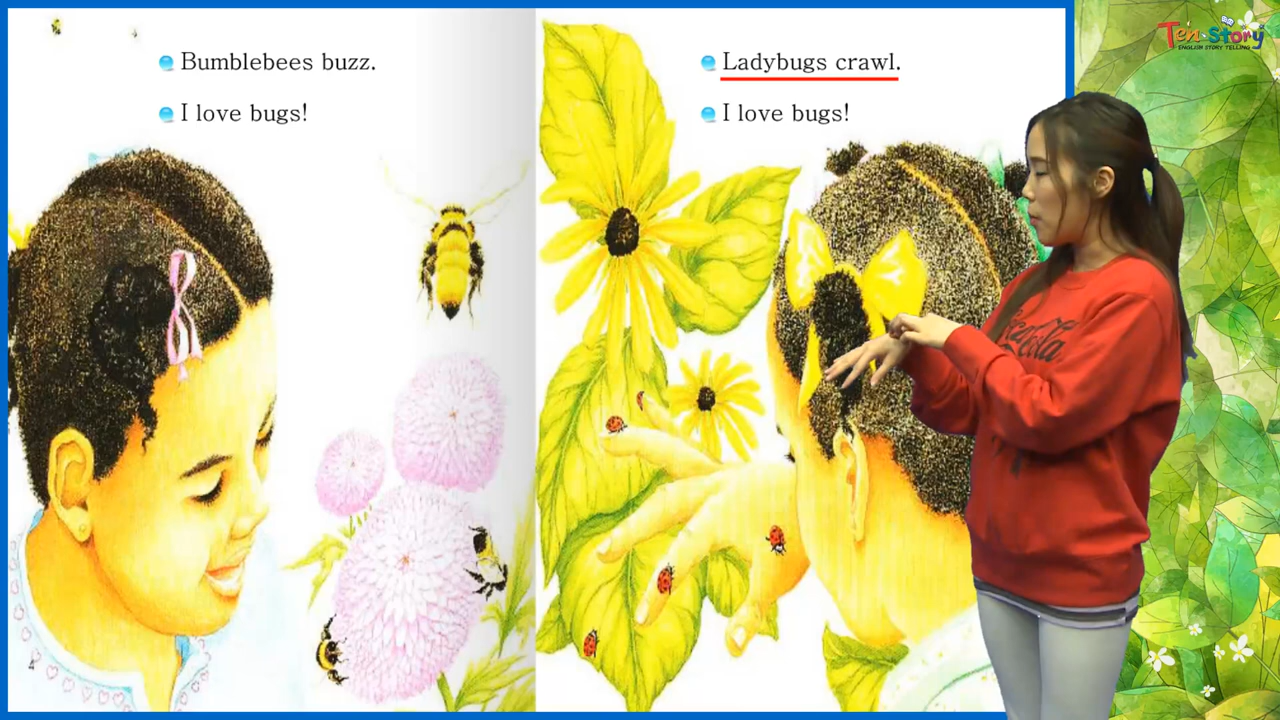 Bumblebees buzz.
I love bugs!
Ladybugs crawl.
I love bugs!
Ten Story
ENGLISH STORY TELLING
Coca Cola